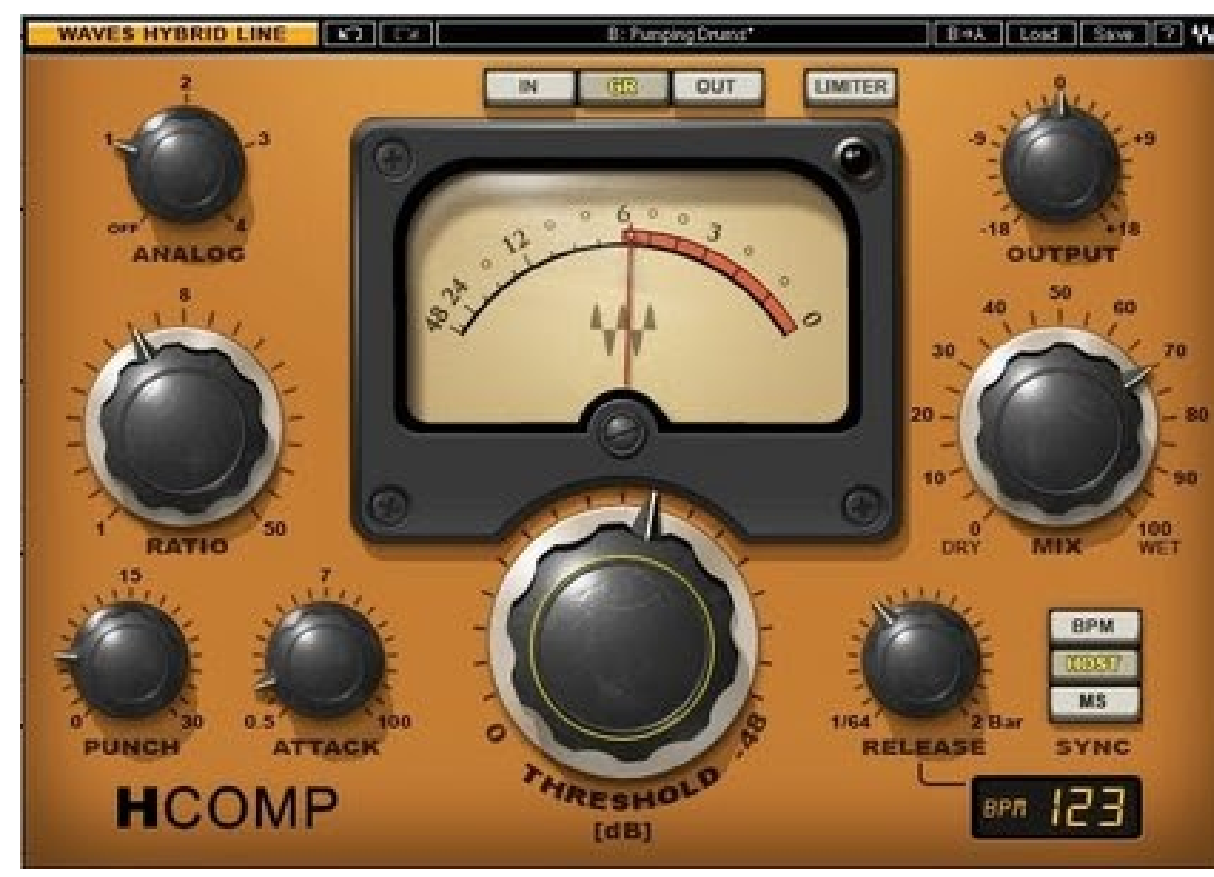 WAVES HYBRID LINE
B: Pumping Drums*
B➔A
Load
Save
?
IN
GR
OUT
LIMITER
2
1
3
OFF
4
ANALOG
0
-9
+9
-18
+18
OUTPUT
48
24
12
6
3
0
8
1
50
RATIO
50
40
60
30
70
20
80
10
90
0
100
DRY
MIX
WET
15
0
30
PUNCH
7
0.5
100
ATTACK
0
-48
THRESHOLD
[dB]
1/64
2 Bar
RELEASE
BPM
HOST
MS
SYNC
HCOMP
BPM 123